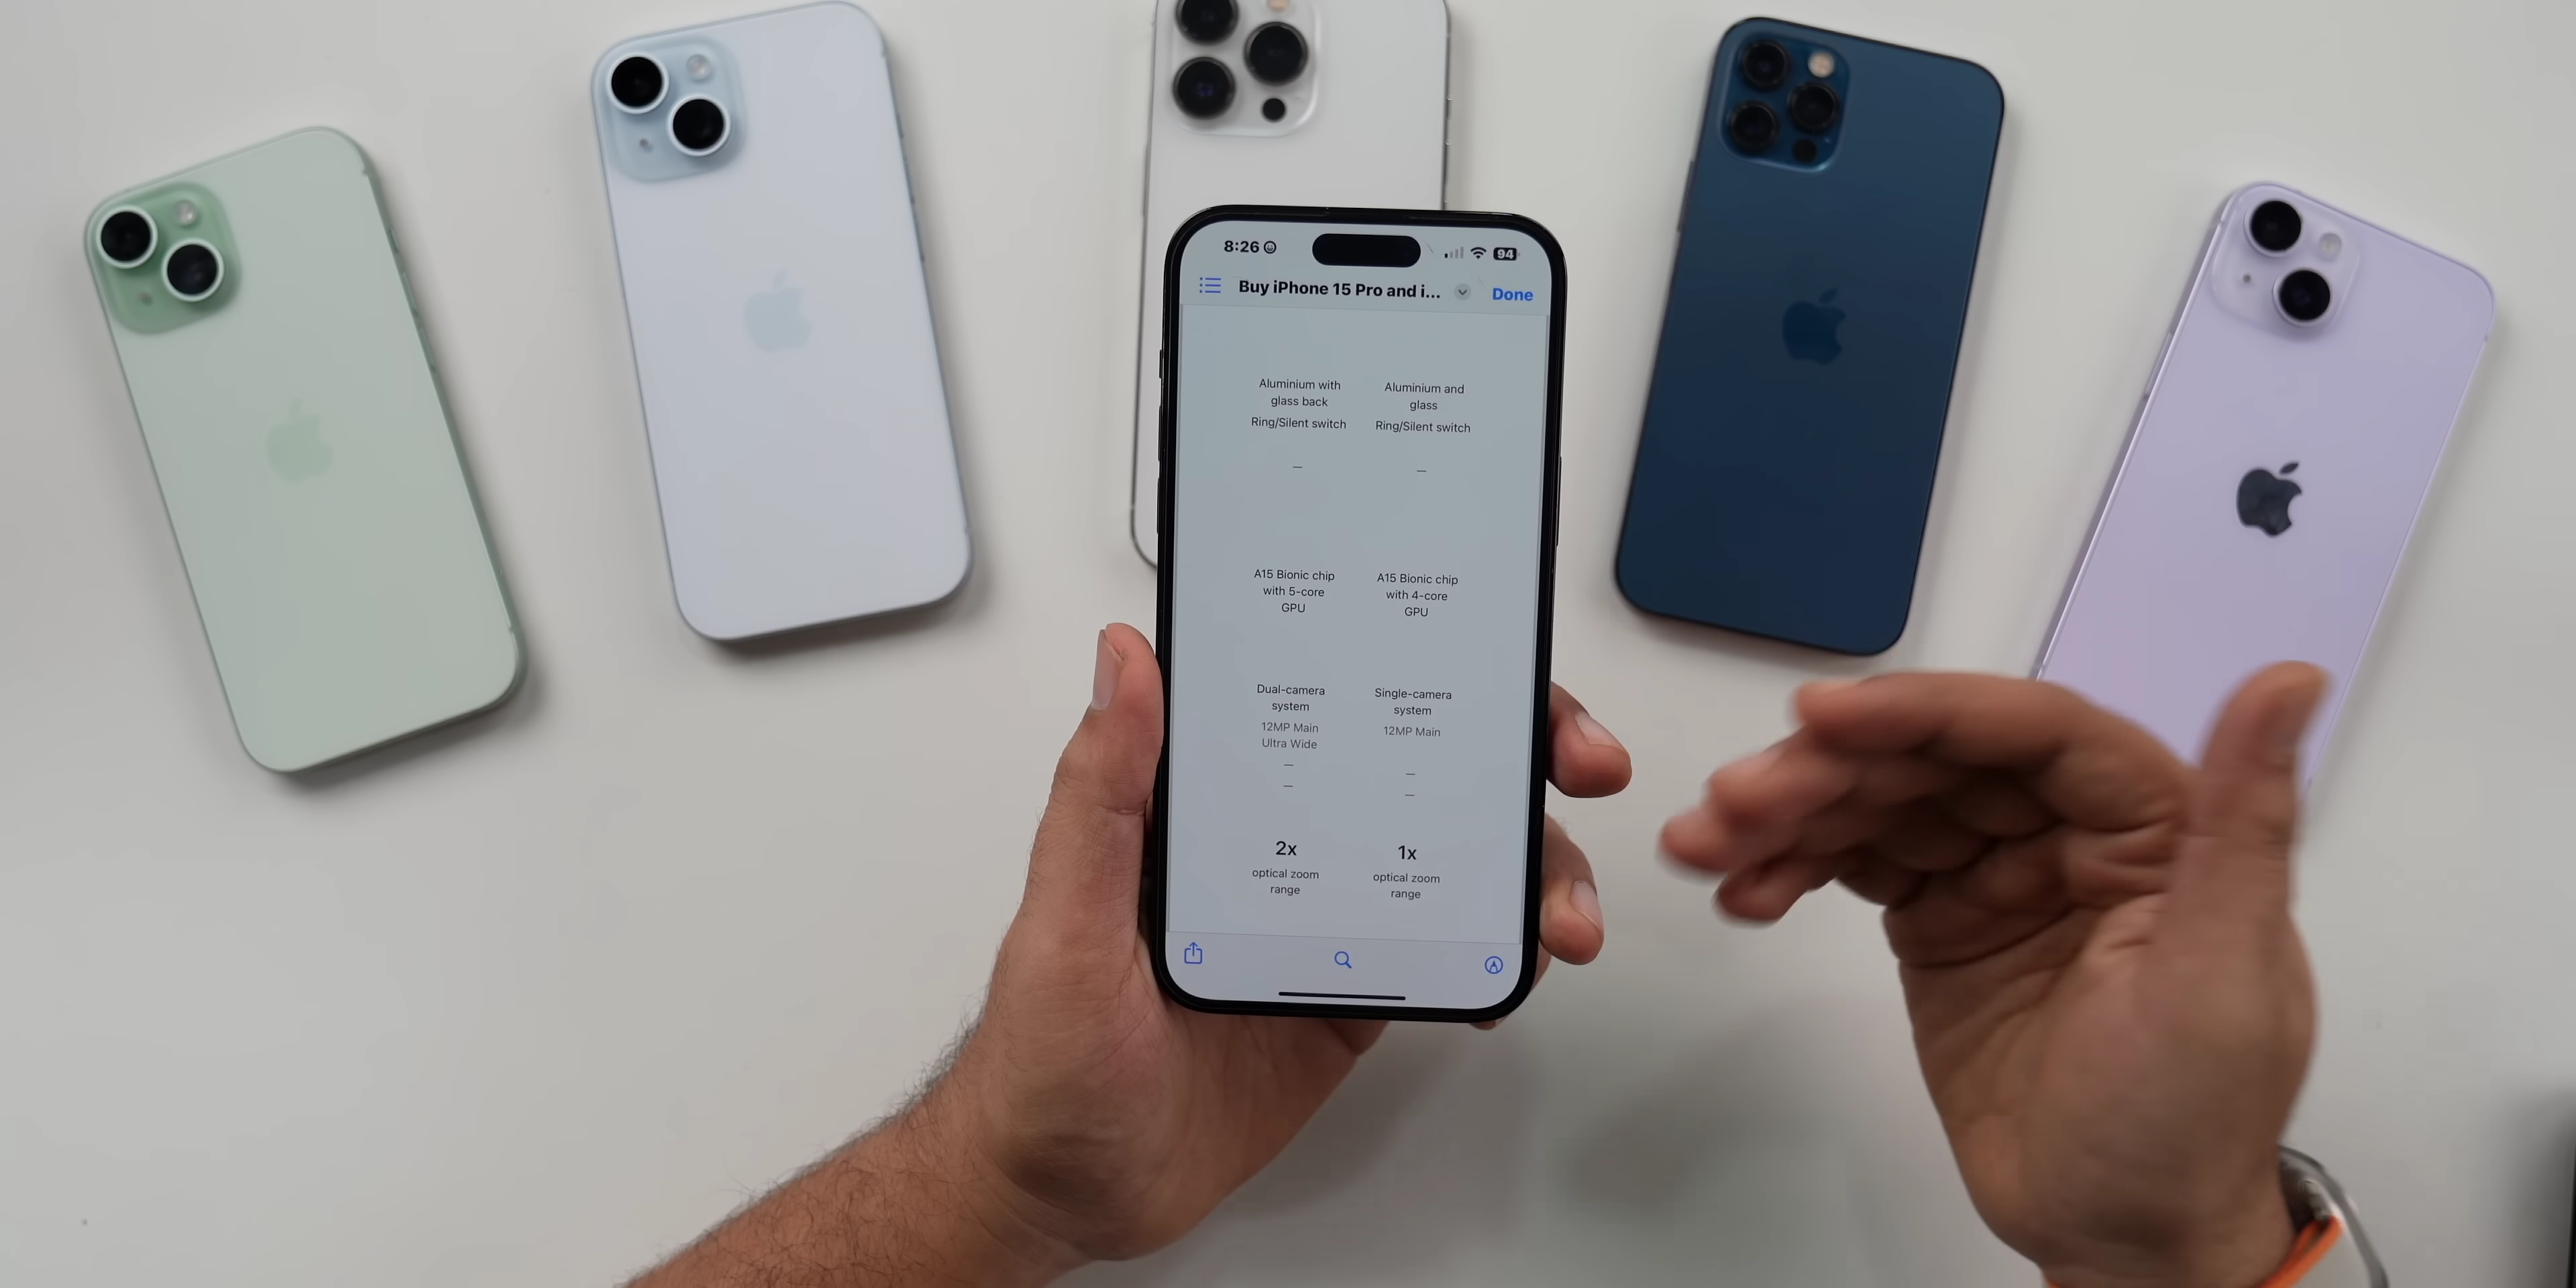 8:26
94
Buy iPhone 15 Pro and i...
Done
Aluminium with
glass back
Ring/Silent switch
—
Aluminium and
glass
Ring/Silent switch
—
A15 Bionic chip
with 5-core
GPU
A15 Bionic chip
with 4-core
GPU
Dual-camera
system
12MP Main
Ultra Wide
—
—
Single-camera
system
12MP Main
—
—
2x
optical zoom
range
1x
optical zoom
range